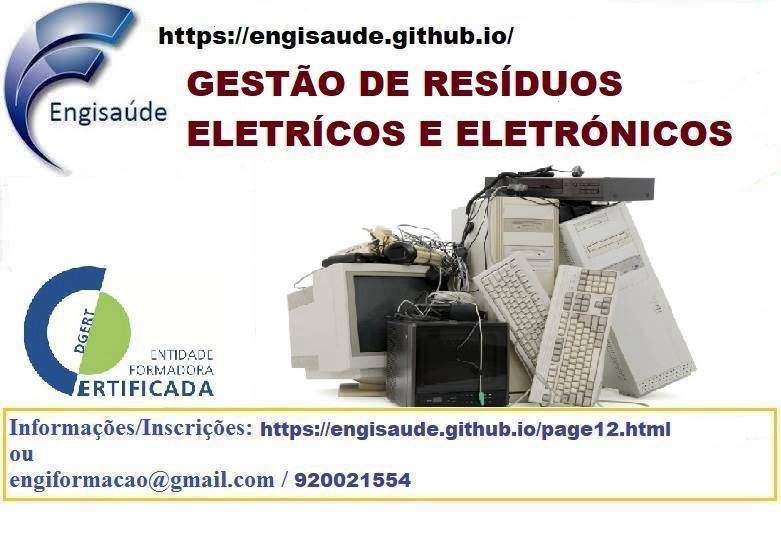 https://engisaude.github.io/
Engisaúde
GESTÃO DE RESÍDUOS
ELETRÍCOS E ELETRÓNICOS
DGERT
ENTIDADE
FORMADORA
CERTIFICADA
Informações/Inscrições: https://engisaude.github.io/page12.html
ou
engiformacao@gmail.com / 920021554